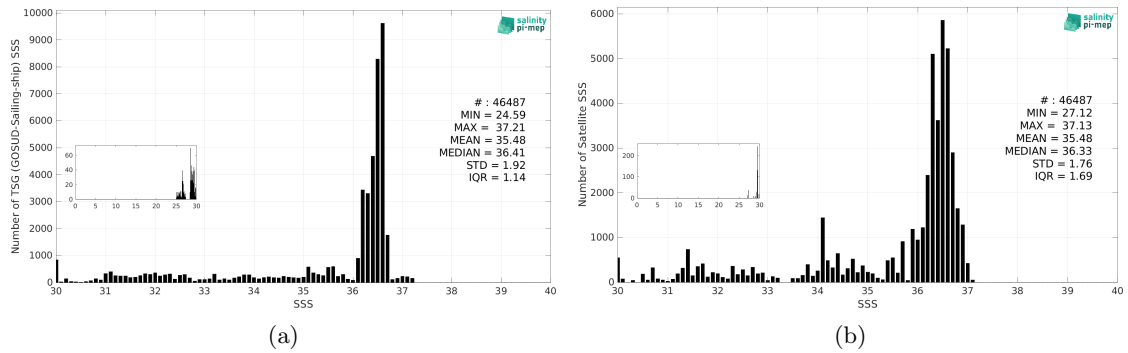 salinity
pi-mep
Number of TSG (GOSUD-Sailing-ship) SSS
10000
9000
8000
7000
6000
5000
4000
3000
2000
1000
0
# : 46487
MIN = 24.59
MAX = 37.21
MEAN = 35.48
MEDIAN = 36.41
STD = 1.92
IQR = 1.14
60
40
20
0
0 5 10 15 20 25 30
30 31 32 33 34 35 36 37 38 39 40
SSS
(a)
salinity
pi-mep
Number of Satellite SSS
6000
5000
4000
3000
2000
1000
0
# : 46487
MIN = 27.12
MAX = 37.13
MEAN = 35.48
MEDIAN = 36.33
STD = 1.76
IQR = 1.69
200
100
0
0 5 10 15 20 25 30
30 31 32 33 34 35 36 37 38 39 40
SSS
(b)